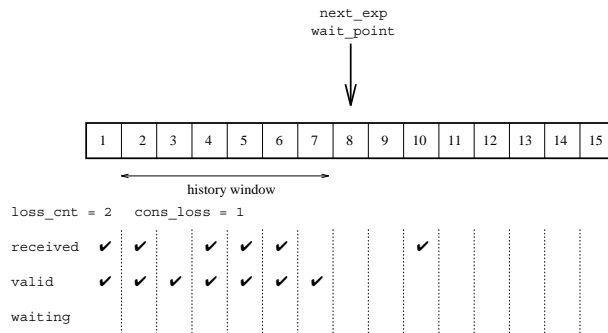 next_exp
wait_point
1 2 3 4 5 6 7 8 9 10 11 12 13 14 15
history window
loss_cnt = 2 cons_loss = 1
received ✔ ✔ ✔ ✔ ✔ ✔
valid ✔ ✔ ✔ ✔ ✔ ✔ ✔
waiting